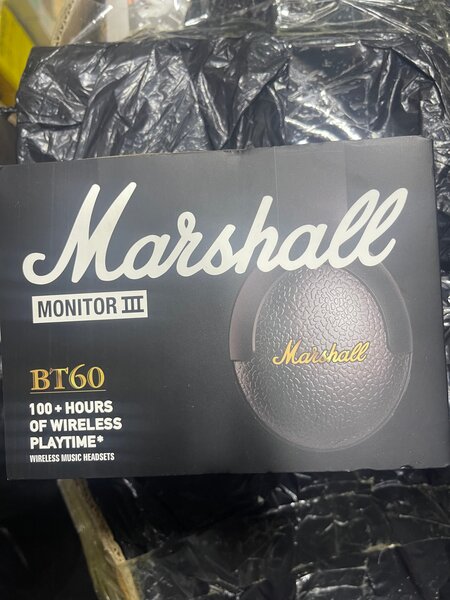 Marshall
MONITOR III
Marshall
BT60
100 + HOURS
OF WIRELESS
PLAYTIME*
WIRELESS MUSIC HEADSETS